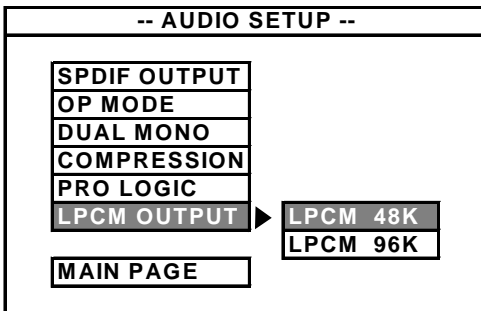 -- AUDIO SETUP --
SPDIF OUTPUT
OP MODE
DUAL MONO
COMPRESSION
PRO LOGIC
LPCM OUTPUT
LPCM 48K
LPCM 96K
MAIN PAGE